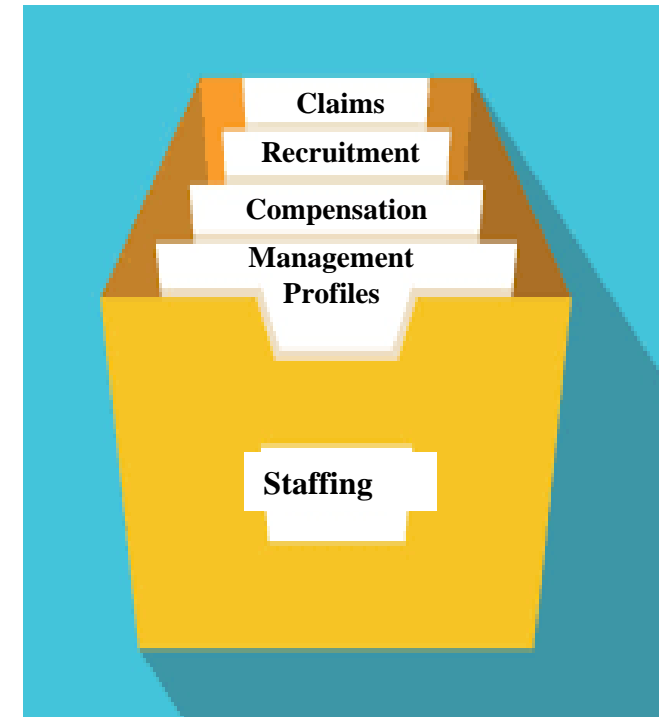 Claims
Recruitment
Compensation
Management
Profiles
Staffing